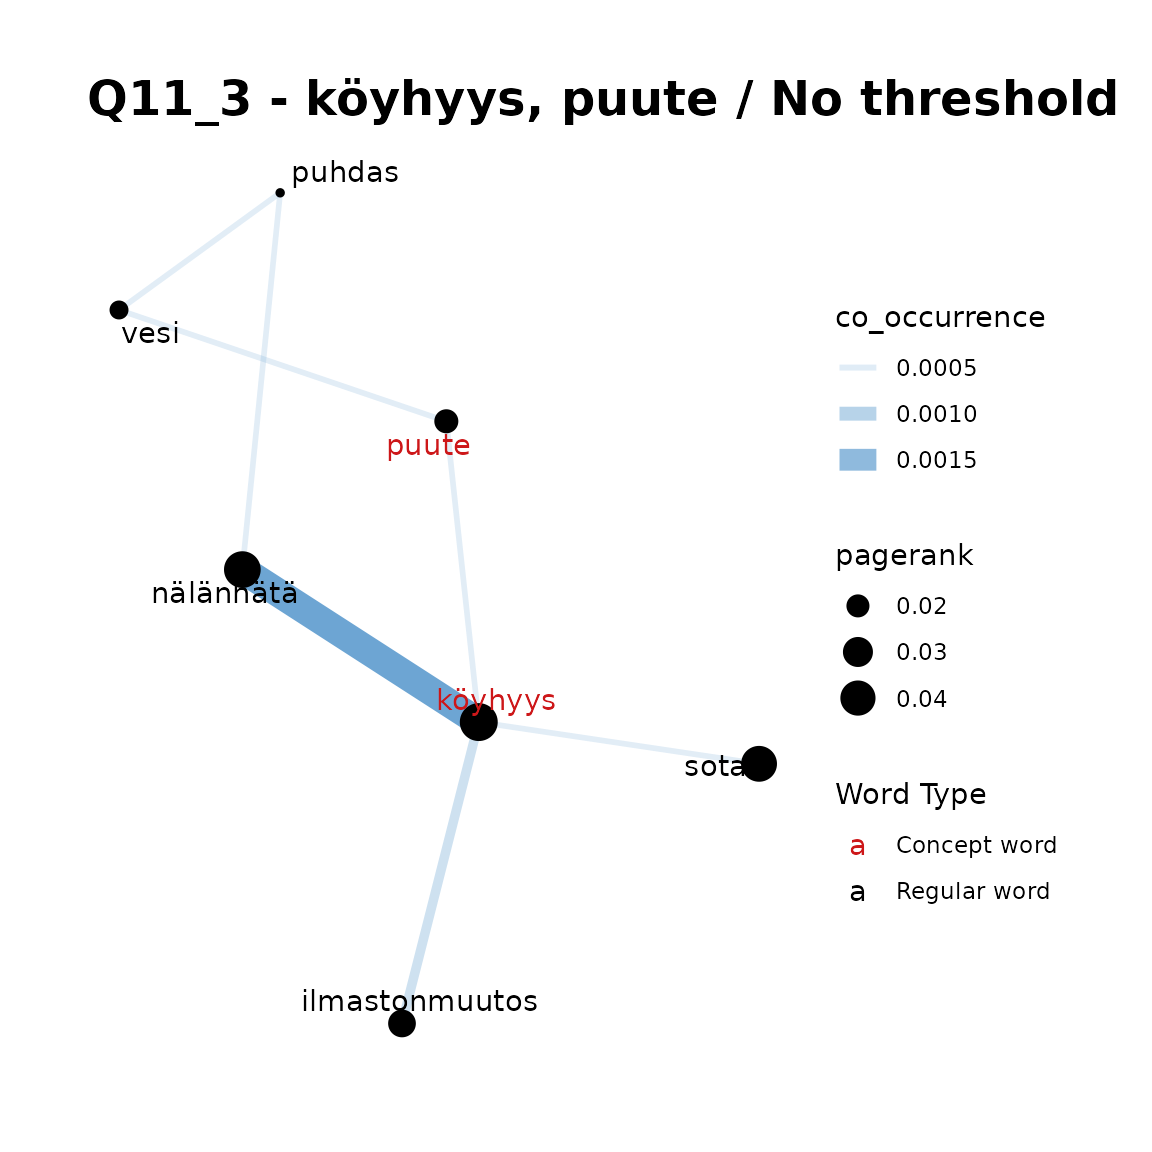 Q11_3 - köyhyys, puute / No threshold
puhdas
vesi
puute
nälänhätä
köyhyys
sota
ilmastonmuutos
co_occurrence
0.0005
0.0010
0.0015
pagerank
0.02
0.03
0.04
Word Type
a Concept word
a Regular word